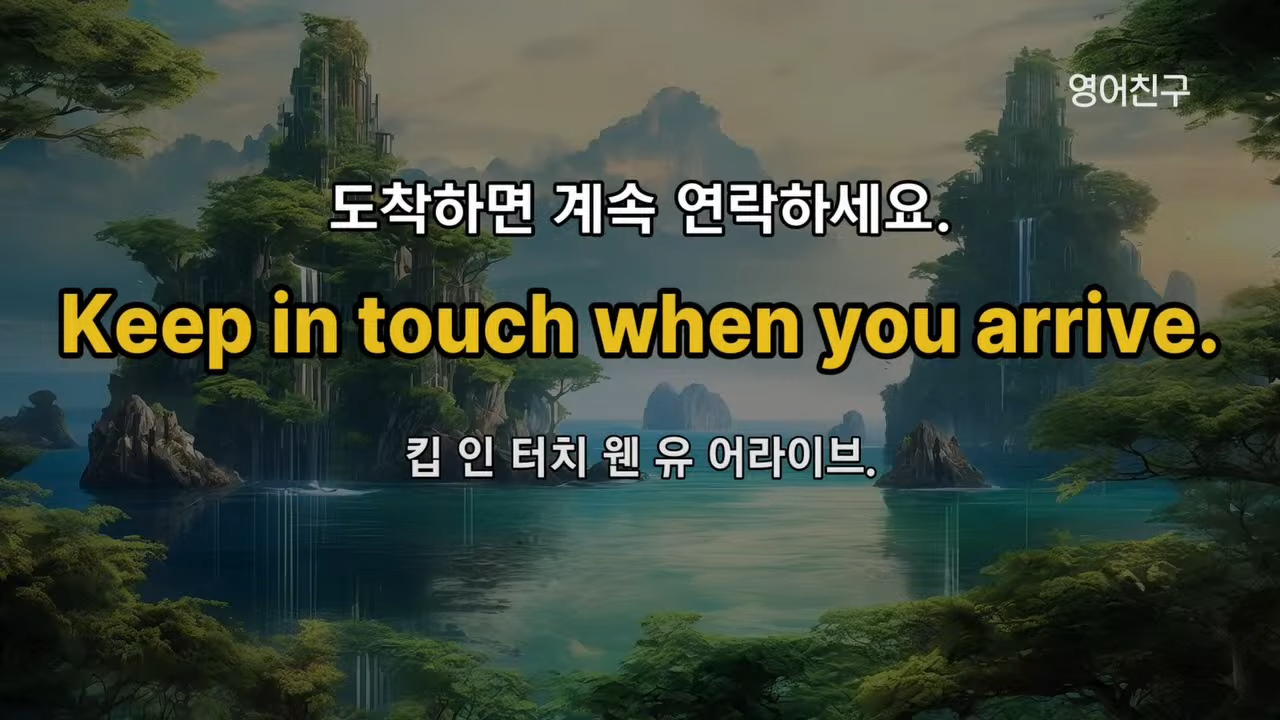 영어친구
도착하면 계속 연락하세요.
Keep in touch when you arrive.
킵 인 터치 웬 유 어라이브.